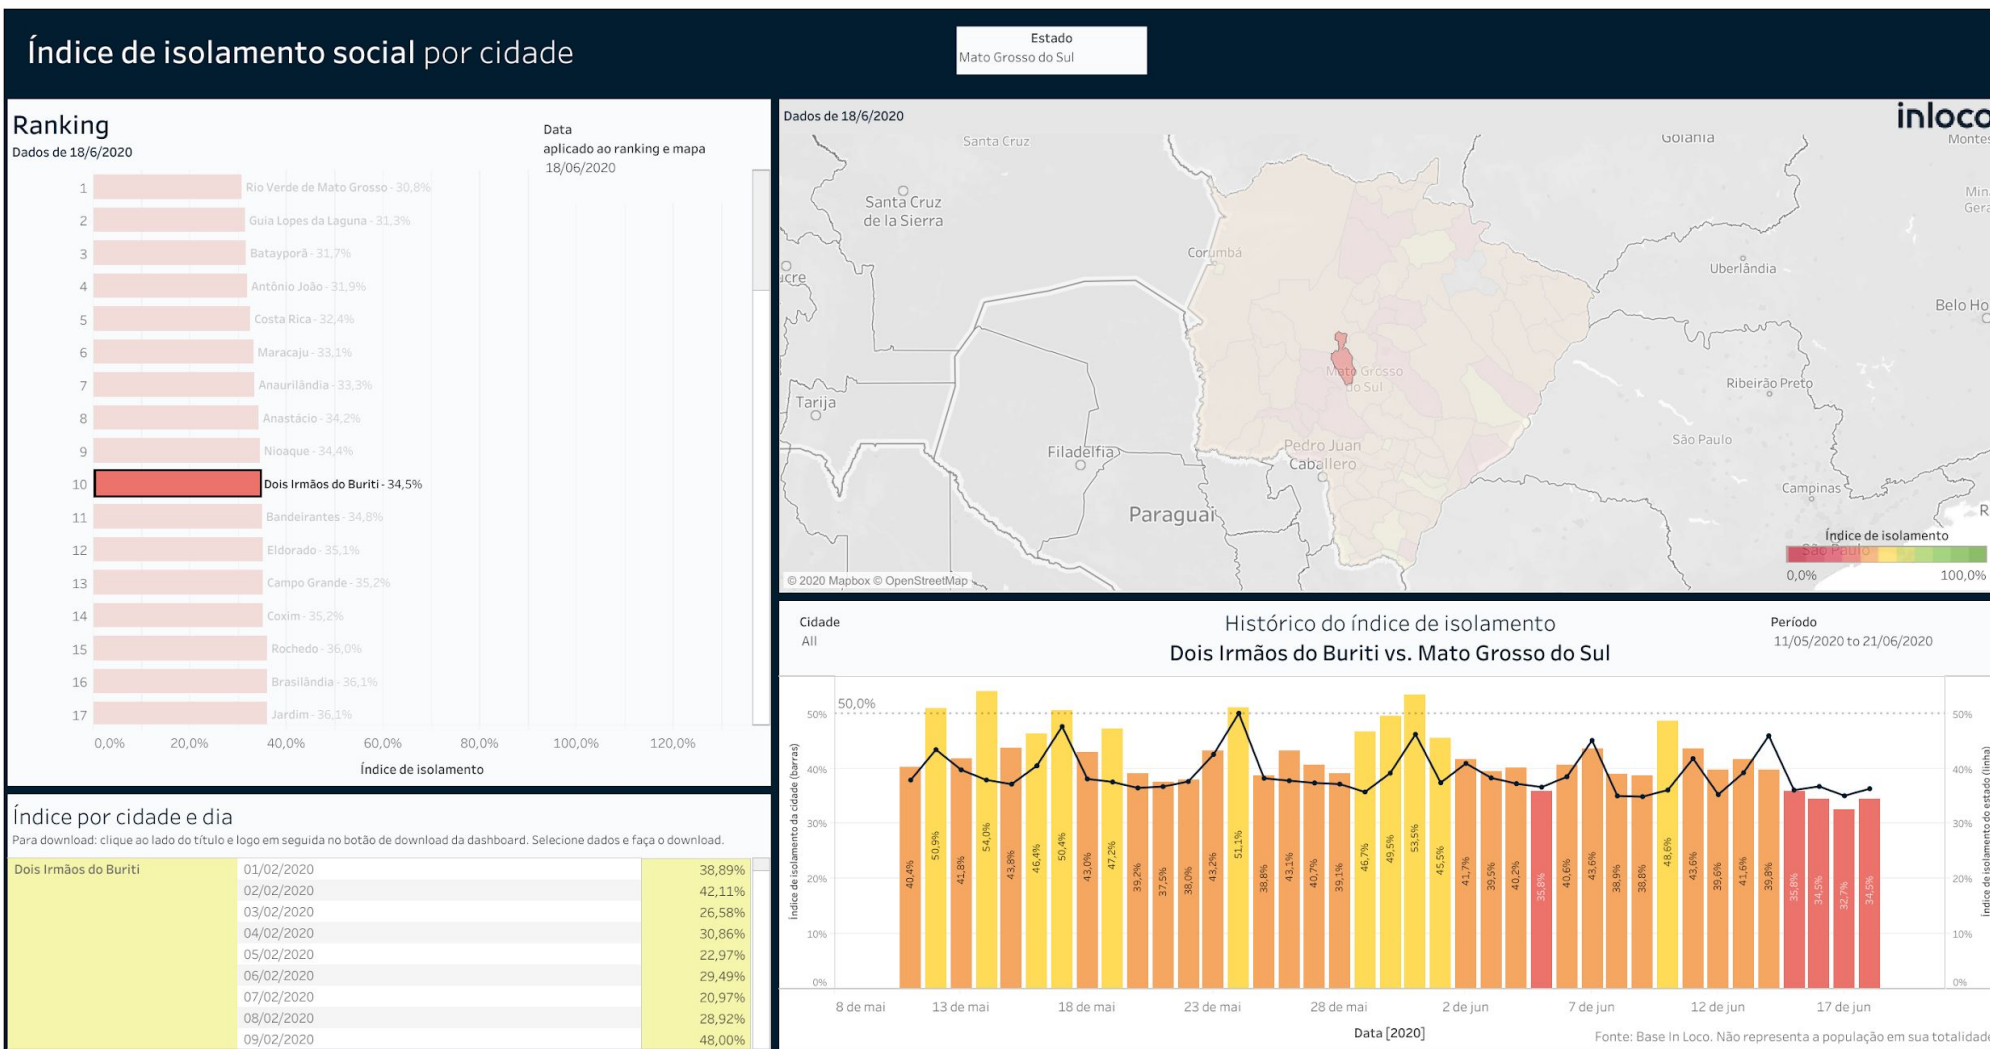 Índice de isolamento social por cidade
Estado
Mato Grosso do Sul
Ranking
Dados de 18/6/2020
Data
aplicado ao ranking e mapa
18/06/2020
1 Rio Verde de Mato Grosso - 30,8%
2 Guia Lopes da Laguna - 31,3%
3 Batayporã - 31,7%
4 Antônio João - 31,9%
5 Costa Rica - 32,4%
6 Maracaju - 33,1%
7 Anaurilândia - 33,3%
8 Anastácio - 34,2%
9 Nioaque - 34,4%
10 Dois Irmãos do Buriti - 34,5%
11 Bandeirantes - 34,8%
12 Eldorado - 35,1%
13 Campo Grande - 35,2%
14 Coxim - 35,2%
15 Rochedo - 36,0%
16 Brasilândia - 36,1%
17 Jardim - 36,1%
0,0% 20,0% 40,0% 60,0% 80,0% 100,0% 120,0%
Índice de isolamento
Índice por cidade e dia
Para download: clique ao lado do título e logo em seguida no botão de download da dashboard. Selecione dados e faça o download.
Dois Irmãos do Buriti 01/02/2020 38,89%
02/02/2020 42,11%
03/02/2020 26,58%
04/02/2020 30,86%
05/02/2020 22,97%
06/02/2020 29,49%
07/02/2020 20,97%
08/02/2020 28,92%
09/02/2020 48,00%
Dados de 18/6/2020
inloco
Santa Cruz
Goiânia
Montes
Santa Cruz
de la Sierra
Min
Gera
Corumbá
Uberlândia
ucre
Belo Ho
Mato Grosso
do Sul
Ribeirão Preto
Tarija
São Paulo
Pedro Juan
Caballero
Filadélfia
Campinas
Paraguai
R
Índice de isolamento
São Paulo
0,0% 100,0%
© 2020 Mapbox © OpenStreetMap
Cidade
All
Histórico do índice de isolamento
Dois Irmãos do Buriti vs. Mato Grosso do Sul
Período
11/05/2020 to 21/06/2020
Índice de isolamento da cidade (barras)
50%
40%
30%
20%
10%
0%
50,0%
40,4% 50,9% 41,8% 54,0% 43,8% 46,4% 50,4% 43,0% 47,2% 39,2% 37,5% 38,0% 43,2% 51,1% 38,8% 43,1% 40,7% 39,1% 46,7% 49,5% 53,5% 45,5% 41,7% 39,5% 40,2% 35,8% 40,6% 43,6% 38,9% 38,8% 48,6% 43,6% 39,6% 41,6% 39,8% 35,8% 34,5% 32,7% 34,5%
50%
40%
30%
20%
10%
0%
Índice de isolamento do estado (linha)
8 de mai 13 de mai 18 de mai 23 de mai 28 de mai 2 de jun 7 de jun 12 de jun 17 de jun
Data [2020]
Fonte: Base In Loco. Não representa a população em sua totalidade